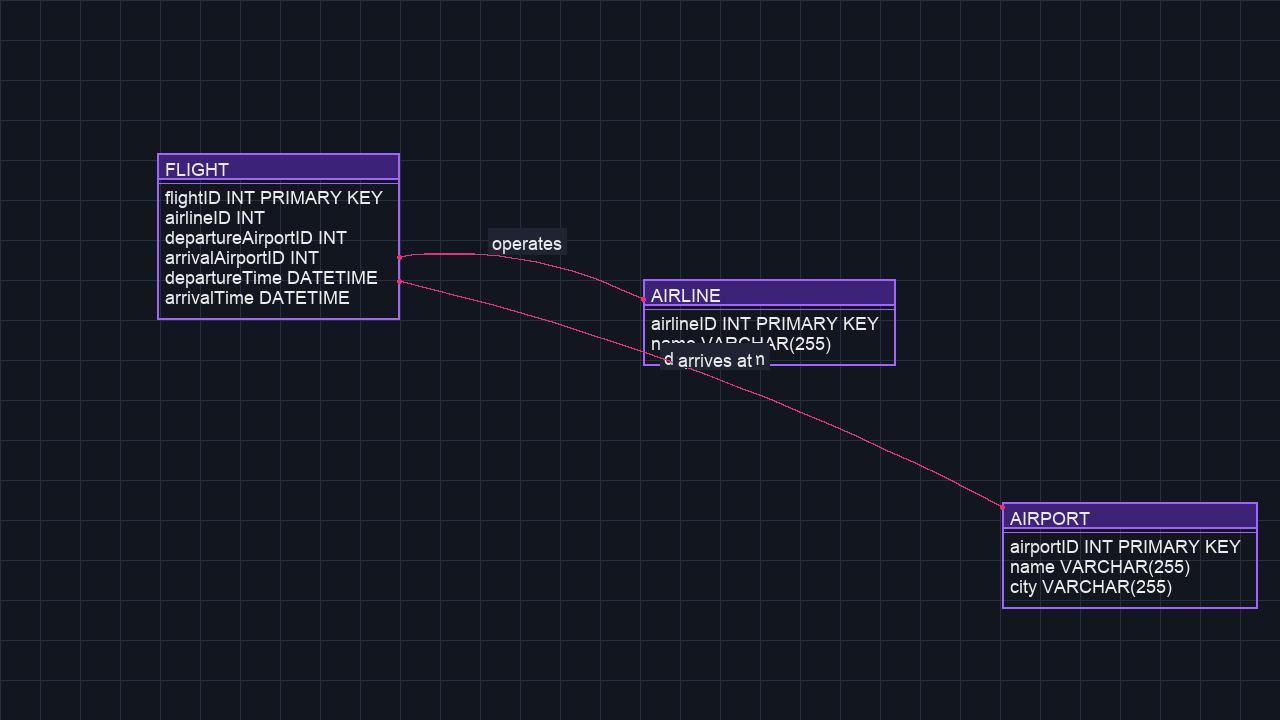 FLIGHT
flightID INT PRIMARY KEY
airlineID INT
departureAirportID INT
arrivalAirportID INT
departureTime DATETIME
arrivalTime DATETIME
operates
AIRLINE
airlineID INT PRIMARY KEY
name VARCHAR(255)
arrives at
AIRPORT
airportID INT PRIMARY KEY
name VARCHAR(255)
city VARCHAR(255)